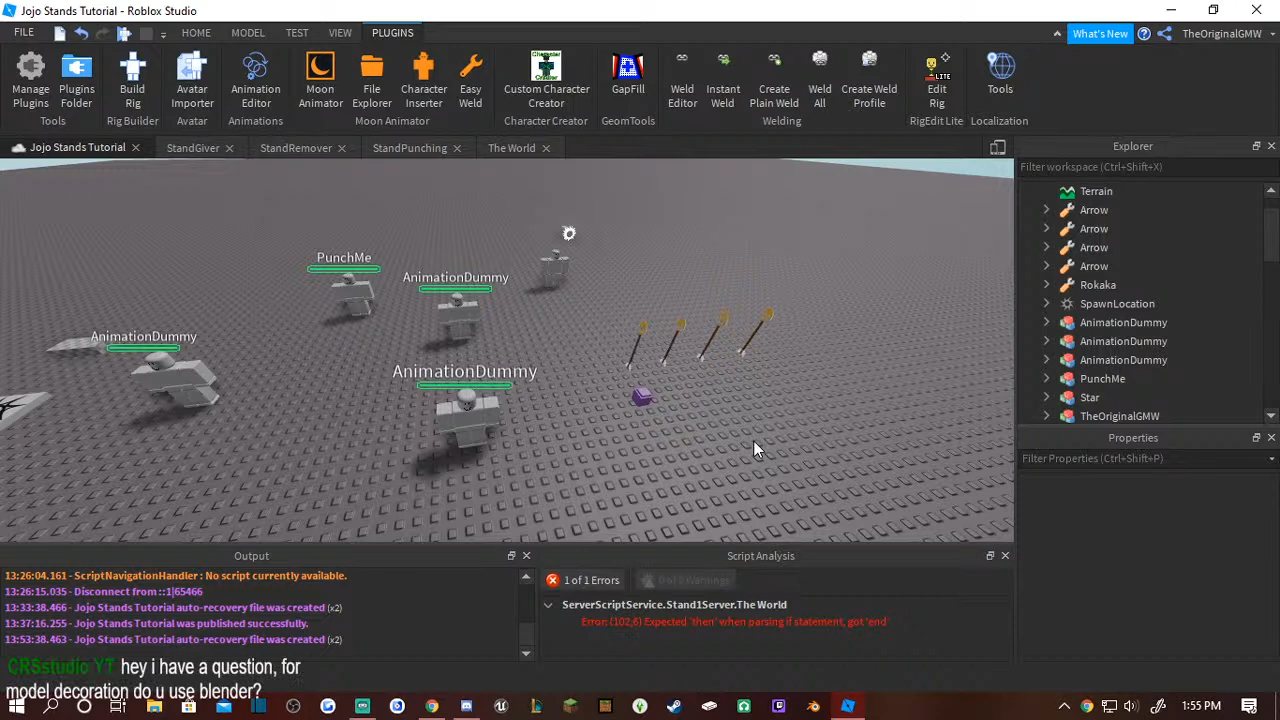 Jojo Stands Tutorial - Roblox Studio
FILE HOME MODEL TEST VIEW PLUGINS What's New TheOriginalGMW
Manage Plugins Build Avatar Animation Moon File Character Easy Custom Character GapFill Weld Instant Create Weld Create Weld Edit Tools
Plugins Folder Rig Importer Editor Animator Explorer Inserter Weld Creator Editor Weld Plain Weld All Profile Rig
Tools Rig Builder Avatar Animations Moon Animator Character Creator GeomTools Welding RigEdit Lite Localization
Jojo Stands Tutorial StandGiver StandRemover StandPunching The World
Explorer
Filter workspace (Ctrl+Shift+X)
Terrain
Arrow
Arrow
Arrow
Arrow
Rokaka
SpawnLocation
AnimationDummy
AnimationDummy
AnimationDummy
PunchMe
Star
TheOriginalGMW
Properties
Filter Properties (Ctrl+Shift+P)
PunchMe
AnimationDummy
AnimationDummy
AnimationDummy
Output
13:26:04.161 - ScriptNavigationHandler : No script currently available.
13:26:15.035 - Disconnect from ::1|65466
13:33:38.466 - Jojo Stands Tutorial auto-recovery file was created (x2)
13:37:16.255 - Jojo Stands Tutorial was published successfully.
13:53:38.463 - Jojo Stands Tutorial auto-recovery file was created (x2)
Script Analysis
1 of 1 Errors 0 of 0 Warnings
ServerScriptService.Stand1Server.The World
Error: (102,6) Expected 'then' when parsing if statement, got 'end'
CRSstudio YT hey i have a question, for
model decoration do u use blender?
1:55 PM